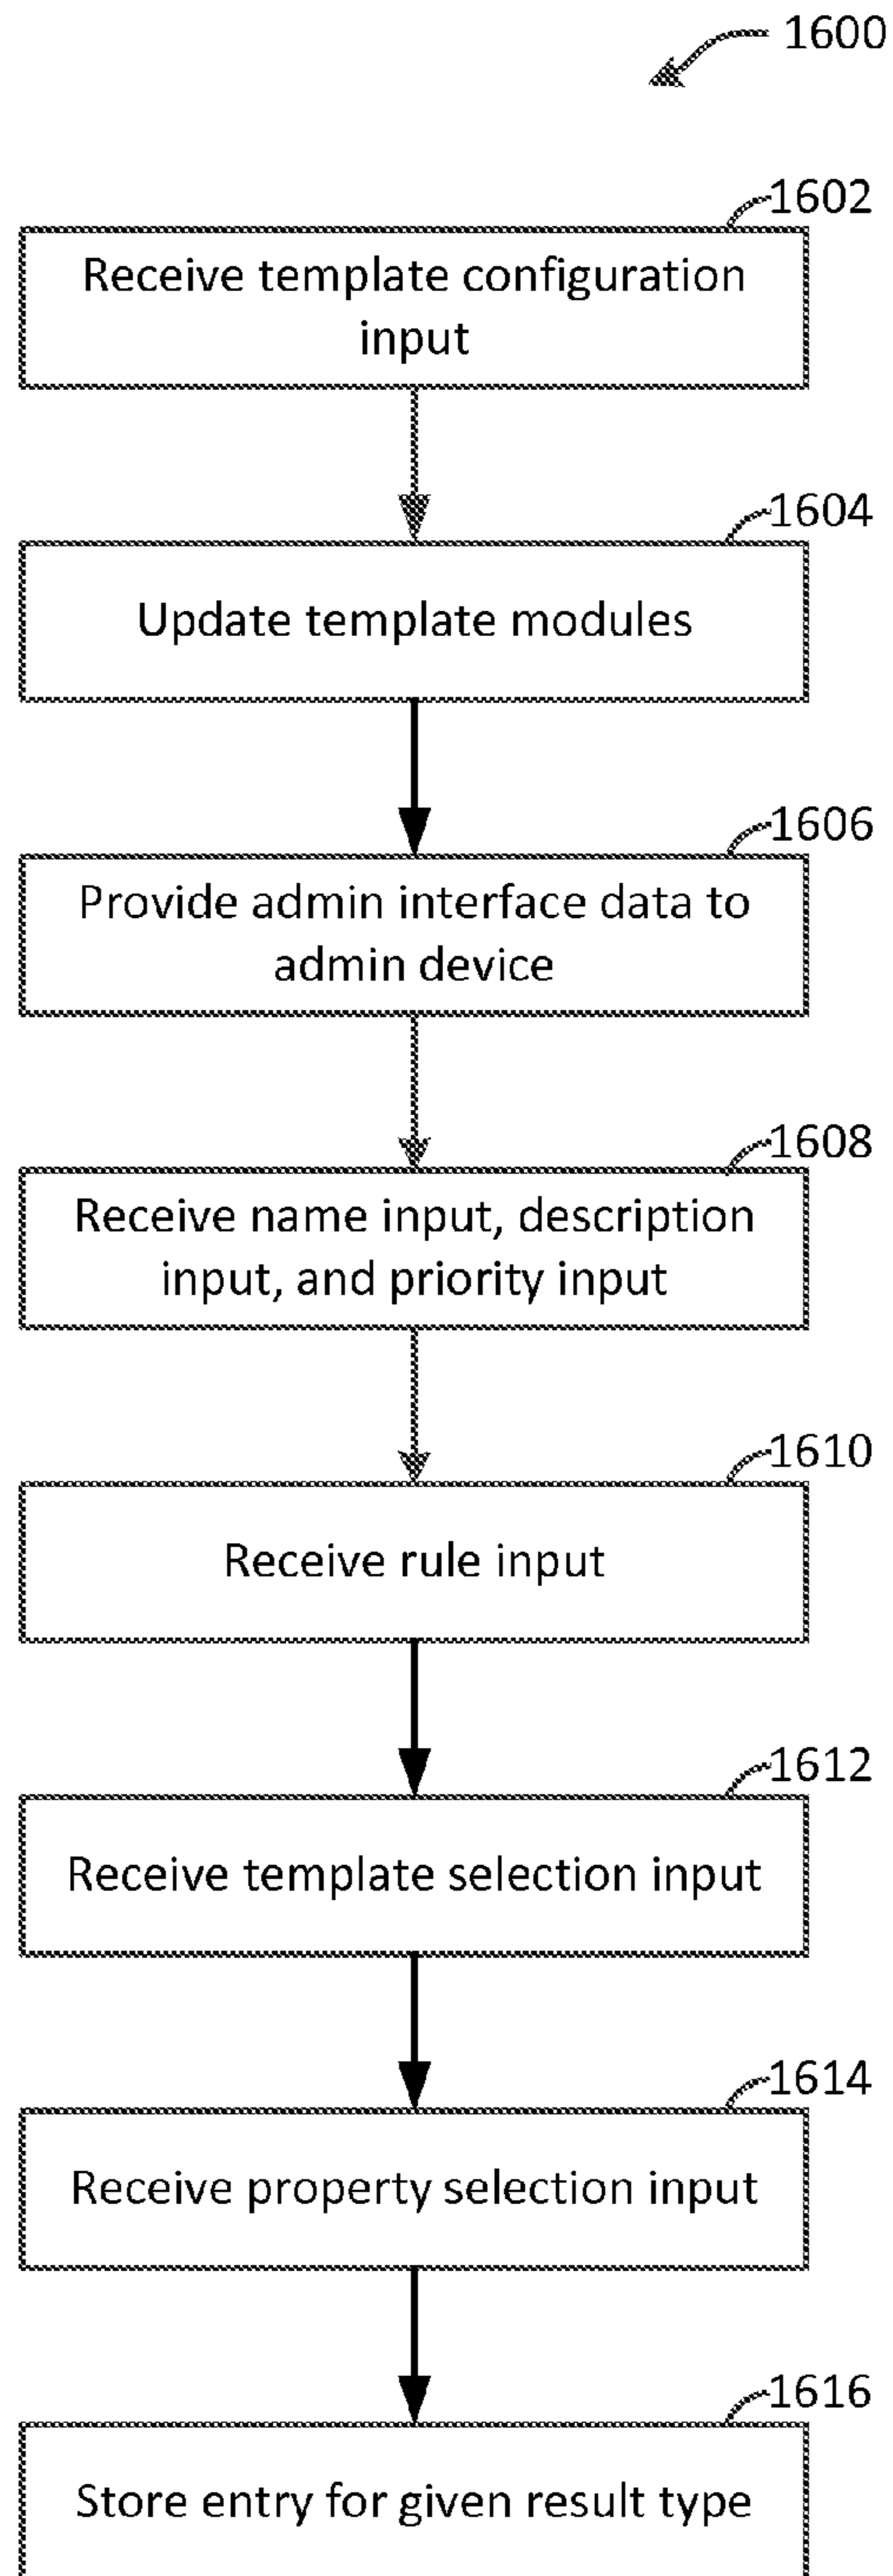 1600
1602
Receive template configuration
input
1604
Update template modules
1606
Provide admin interface data to
admin device
1608
Receive name input, description
input, and priority input
1610
Receive rule input
1612
Receive template selection input
1614
Receive property selection input
1616
Store entry for given result type